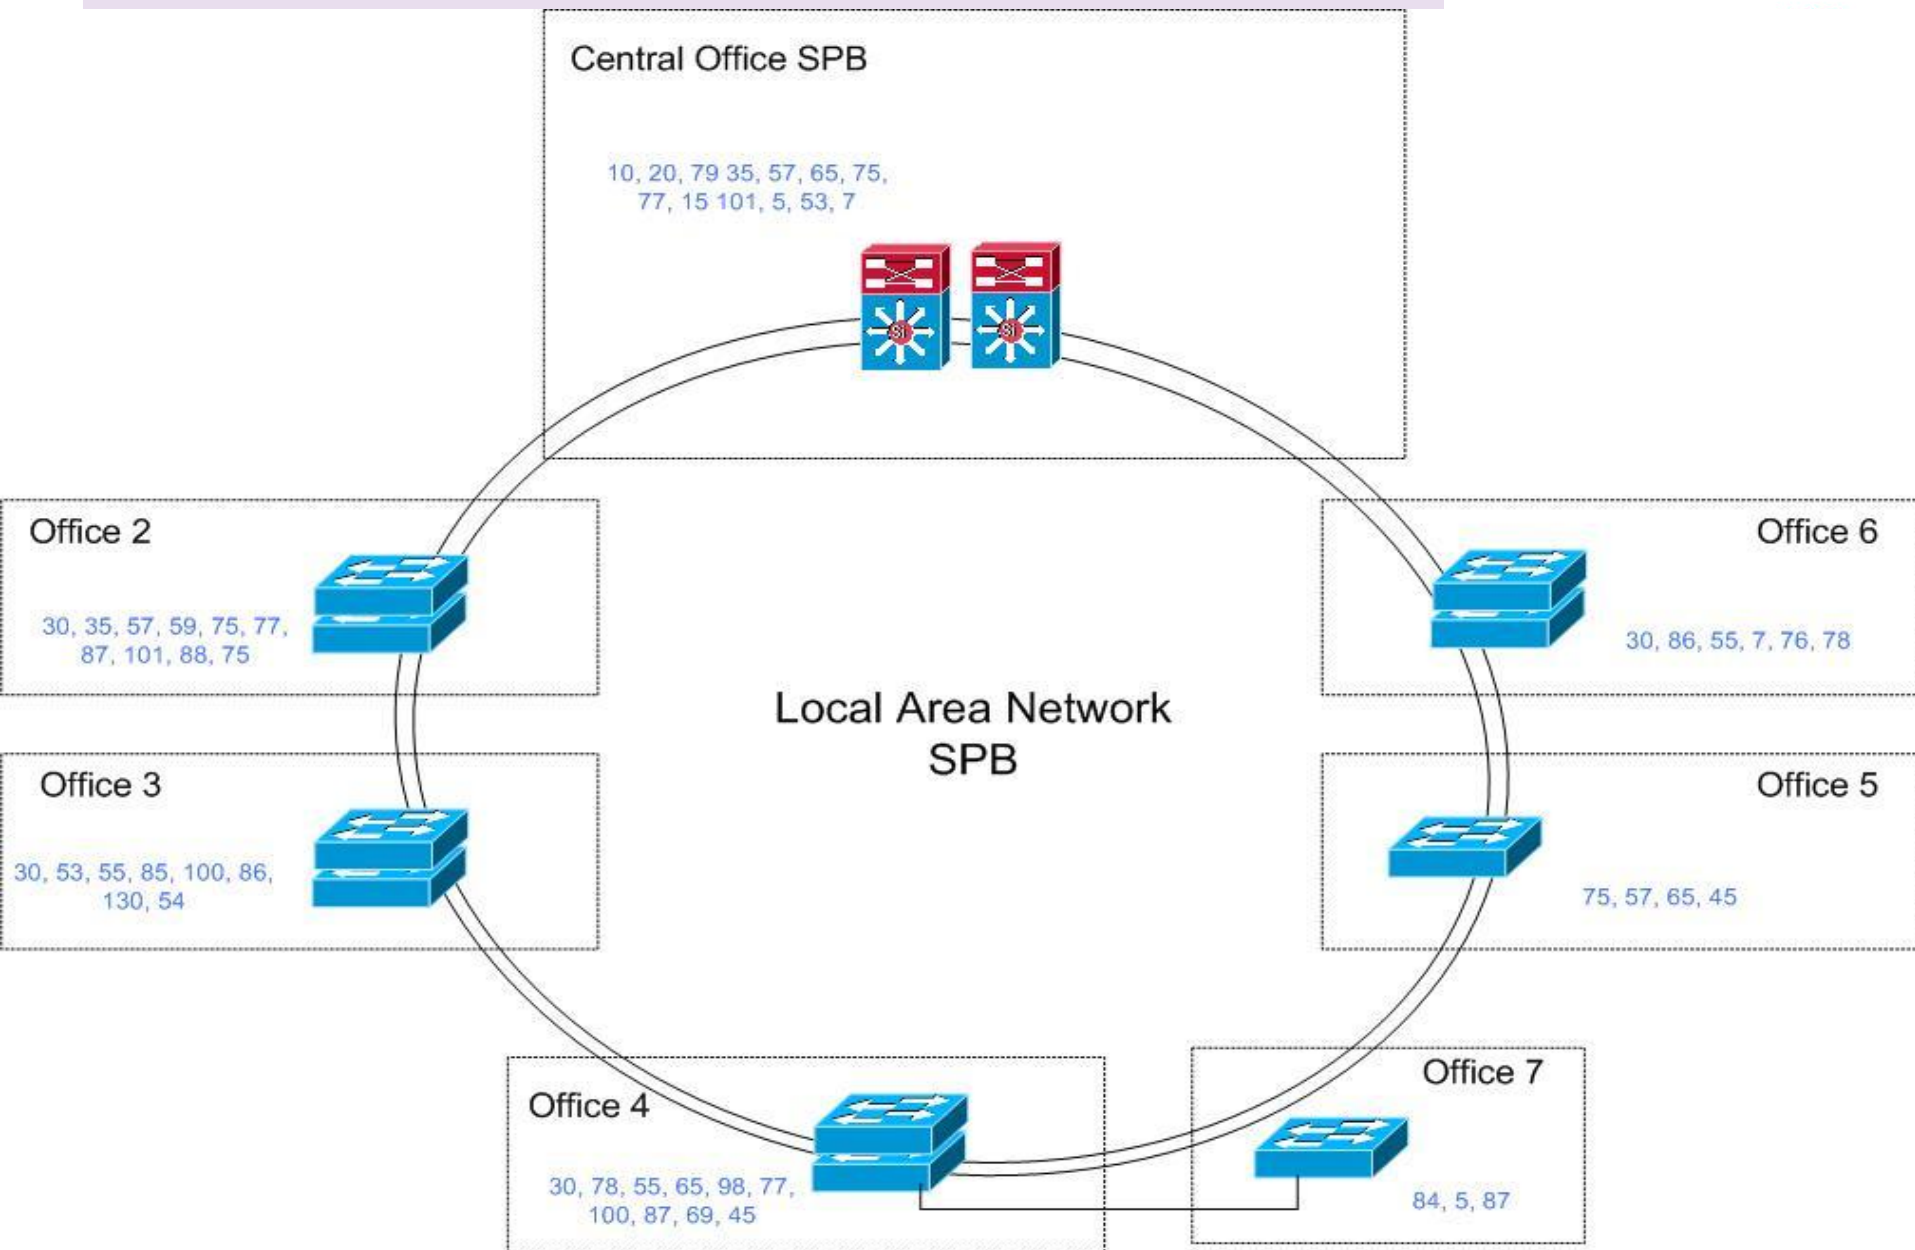 Central Office SPB
10, 20, 79 35, 57, 65, 75,
77, 15 101, 5, 53, 7
Si
Si
Office 2
30, 35, 57, 59, 75, 77,
87, 101, 88, 75
Office 6
30, 86, 55, 7, 76, 78
Local Area Network
SPB
Office 3
30, 53, 55, 85, 100, 86,
130, 54
Office 5
75, 57, 65, 45
Office 4
30, 78, 55, 65, 98, 77,
100, 87, 69, 45
Office 7
84, 5, 87